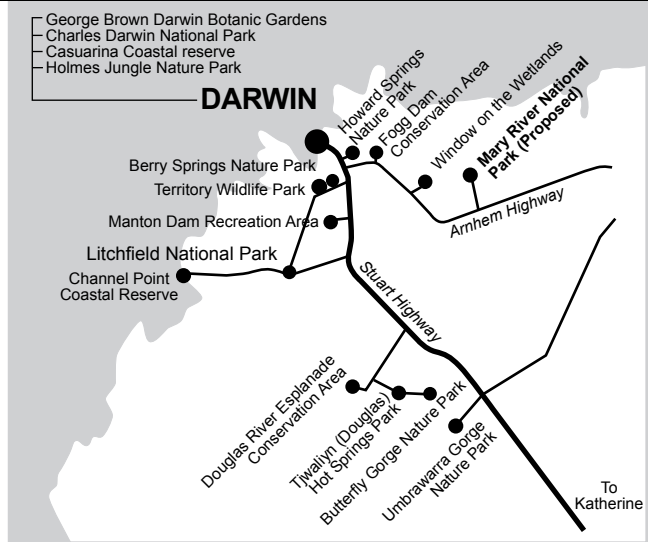 George Brown Darwin Botanic Gardens
Charles Darwin National Park
Casuarina Coastal reserve
Holmes Jungle Nature Park
DARWIN
Howard Springs
Nature Park
Fogg Dam
Conservation Area
Window on the Wetlands
Mary River National
Park (Proposed)
Berry Springs Nature Park
Territory Wildlife Park
Manton Dam Recreation Area
Arnhem Highway
Litchfield National Park
Channel Point
Coastal Reserve
Stuart Highway
Douglas River Esplanade
Conservation Area
Tjwaliyn (Douglas)
Hot Springs Park
Butterfly Gorge Nature Park
Umbrawarra Gorge
Nature Park
To
Katherine